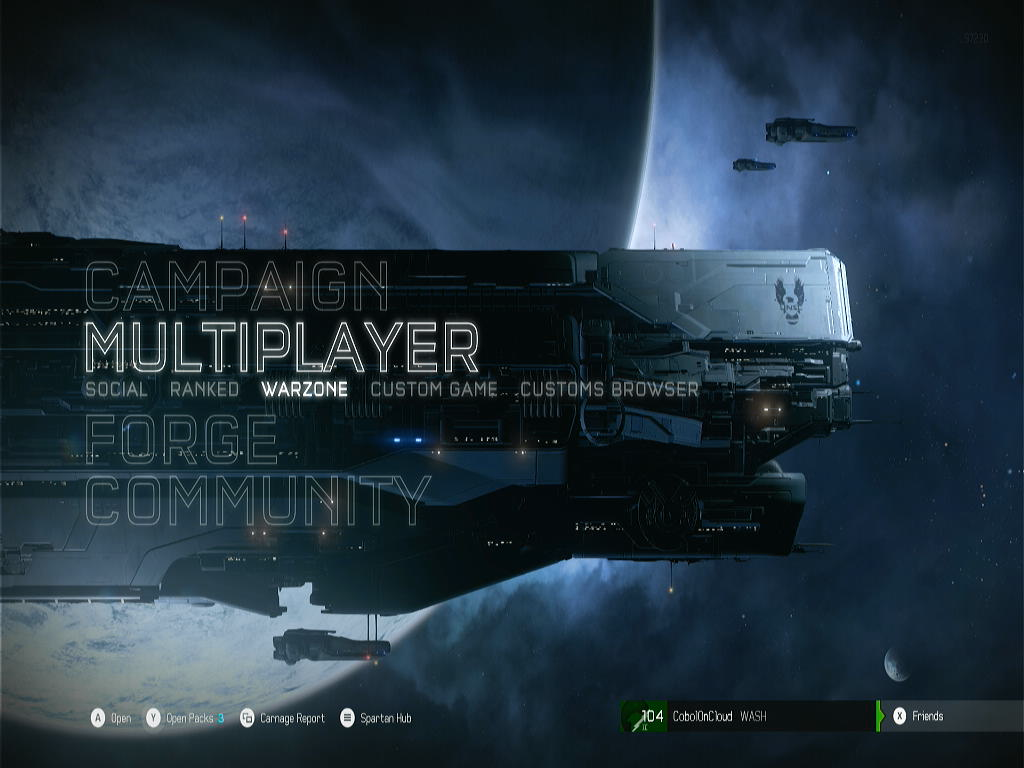 CAMPAIGN
MULTIPLAYER
SOCIAL RANKED WARZONE CUSTOM GAME CUSTOMS BROWSER
FORGE
COMMUNITY
A Open Y Open Packs 3 Carnage Report Spartan Hub 104 CobolOnCloud WASH X Friends